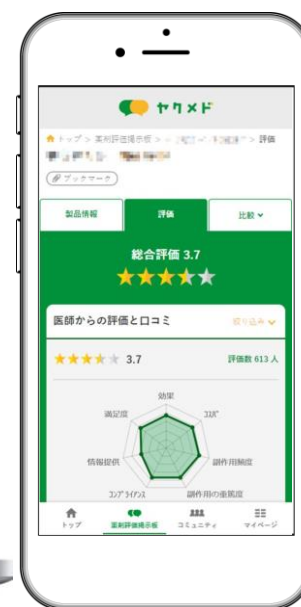 ヤクメド
トップ > 薬剤評価掲示板 > > 評価
ブックマーク
製品情報 評価 比較
総合評価 3.7
医師からの評価と口コミ 絞り込み
3.7 評価数 613 人
効果
満足度 コスパ
情報提供 副作用頻度
コンプライアンス 副作用の重篤度
トップ 薬剤評価掲示板 コミュニティ マイページ